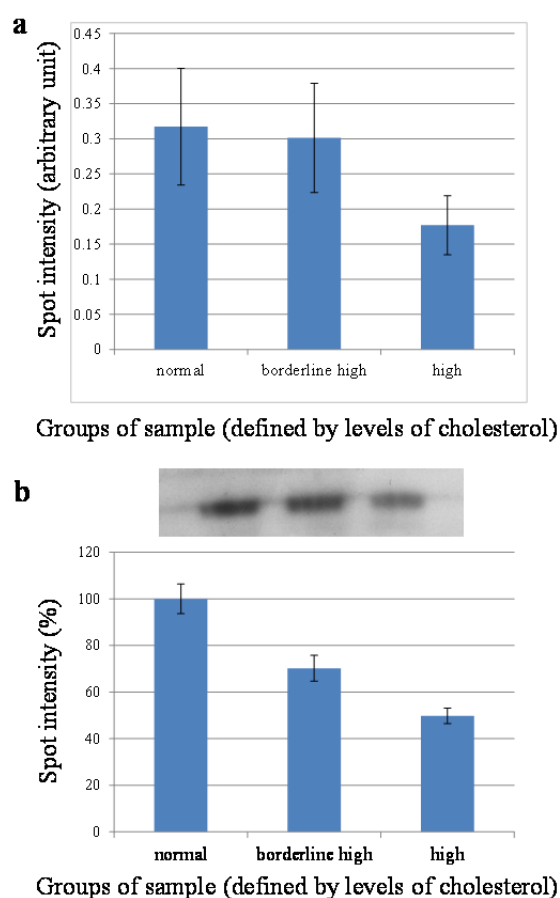 a
Spot intensity (arbitrary unit)
0.45
0.4
0.35
0.3
0.25
0.2
0.15
0.1
0.05
0
normal borderline high high
Groups of sample (defined by levels of cholesterol)
b
Spot intensity (%)
120
100
80
60
40
20
0
normal borderline high high
Groups of sample (defined by levels of cholesterol)